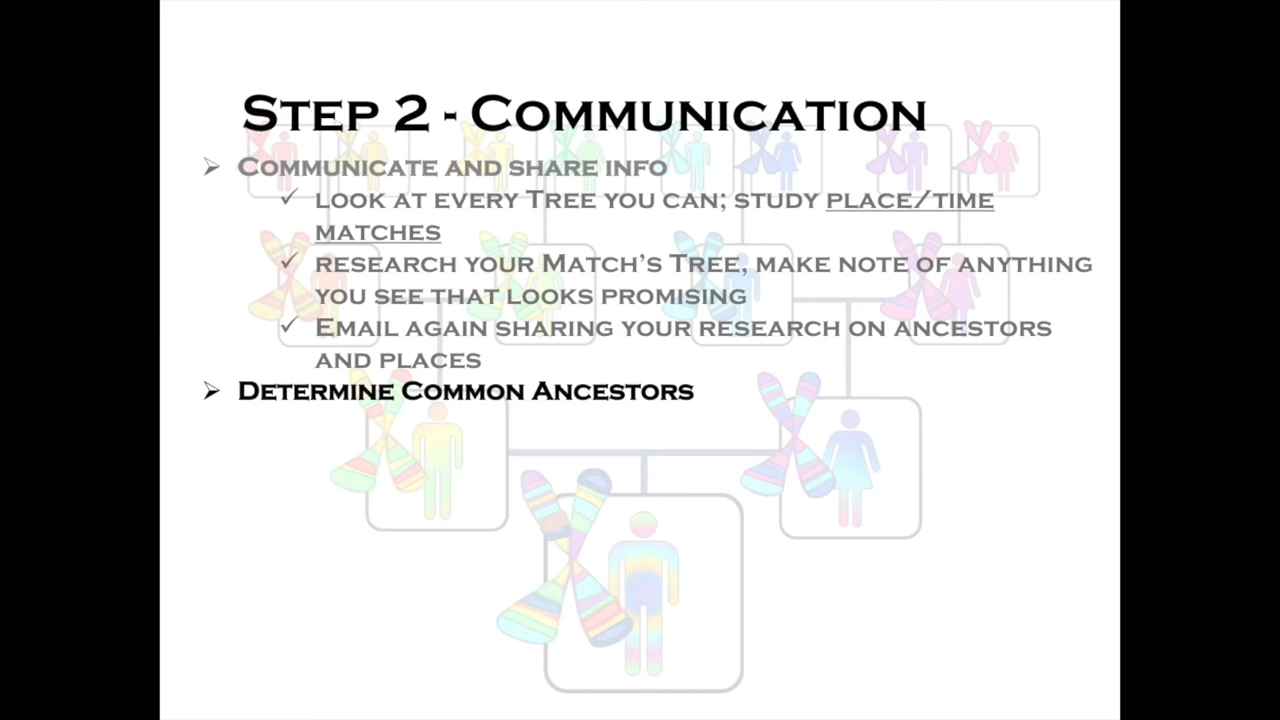 Step 2 - Communication
Communicate and share info
look at every Tree you can; study place/time
matches
research your Match's Tree, make note of anything
you see that looks promising
Email again sharing your research on ancestors
and places
Determine Common Ancestors